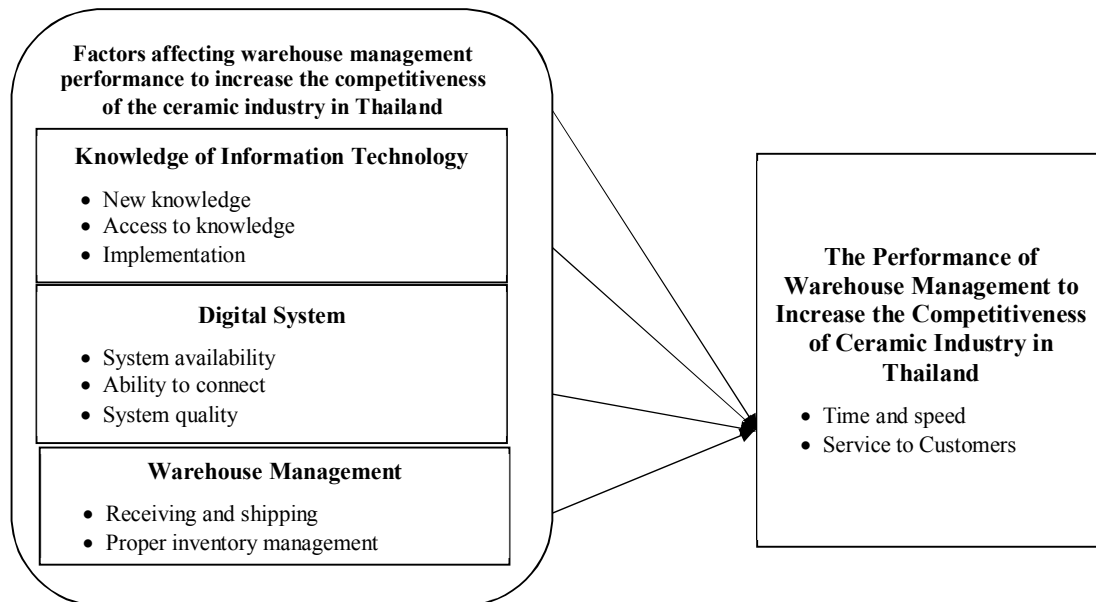 Factors affecting warehouse management
performance to increase the competitiveness
of the ceramic industry in Thailand
Knowledge of Information Technology
• New knowledge
• Access to knowledge
• Implementation
Digital System
• System availability
• Ability to connect
• System quality
Warehouse Management
• Receiving and shipping
• Proper inventory management
The Performance of
Warehouse Management to
Increase the Competitiveness
of Ceramic Industry in
Thailand
• Time and speed
• Service to Customers